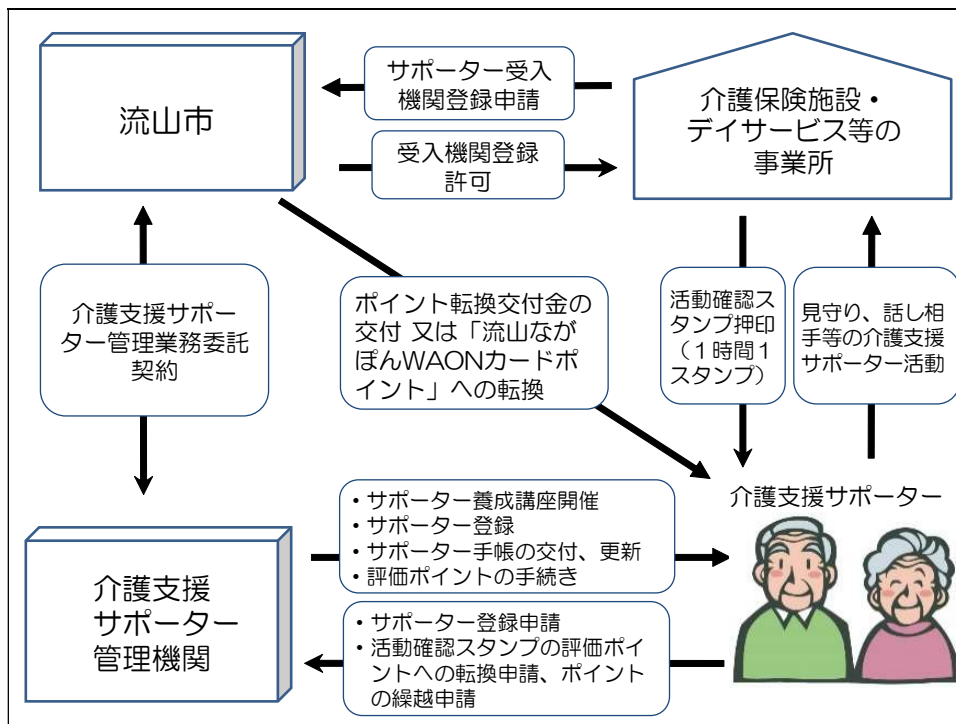 流山市
サポーター受入
機関登録申請
受入機関登録
許可
介護保険施設・
デイサービス等の
事業所
介護支援サポー
ター管理業務委託
契約
ポイント転換交付金の
交付 又は「流山なが
ぽんWAONカードポ
イント」への転換
活動確認ス
タンプ押印
(1時間1
スタンプ)
見守り、話し相
手等の介護支援
サポーター活動
介護支援サポーター
・サポーター養成講座開催
・サポーター登録
・サポーター手帳の交付、更新
・評価ポイントの手続き
介護支援
サポーター
管理機関
・サポーター登録申請
・活動確認スタンプの評価ポイ
ントへの転換申請、ポイント
の繰越申請